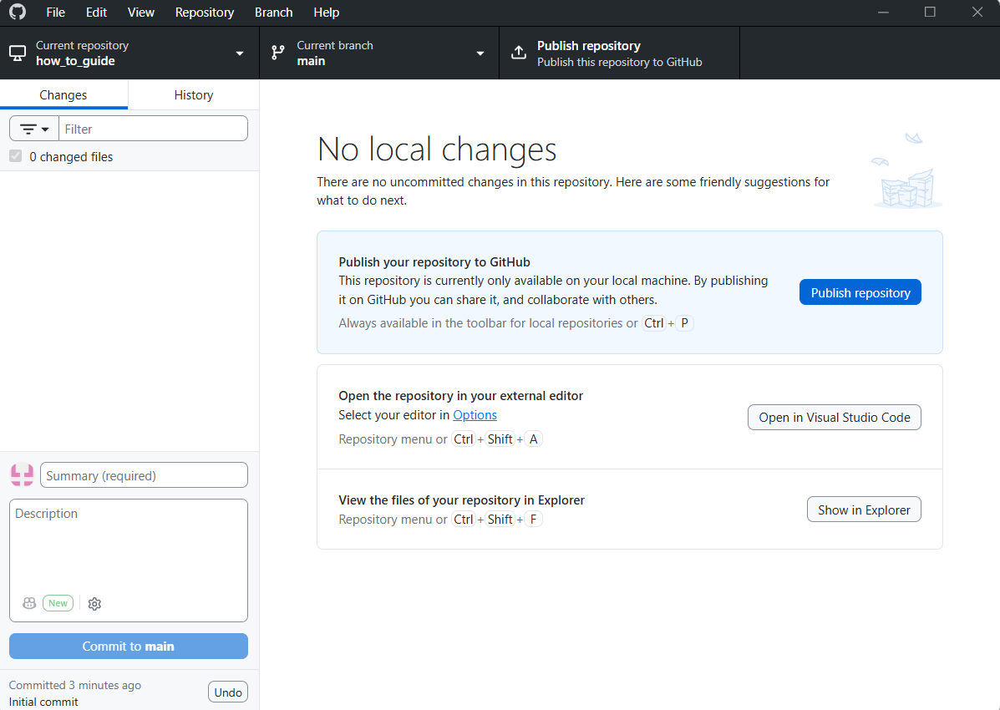 File Edit View Repository Branch Help
Current repository
how_to_guide
Current branch
main
Publish repository
Publish this repository to GitHub
Changes History
Filter
0 changed files
No local changes
There are no uncommitted changes in this repository. Here are some friendly suggestions for
what to do next.
Publish your repository to GitHub
This repository is currently only available on your local machine. By publishing
it on GitHub you can share it, and collaborate with others.
Always available in the toolbar for local repositories or Ctrl + P
Publish repository
Open the repository in your external editor
Select your editor in Options
Repository menu or Ctrl + Shift + A
Open in Visual Studio Code
View the files of your repository in Explorer
Repository menu or Ctrl + Shift + F
Show in Explorer
Summary (required)
Description
New
Commit to main
Committed 3 minutes ago
Initial commit
Undo